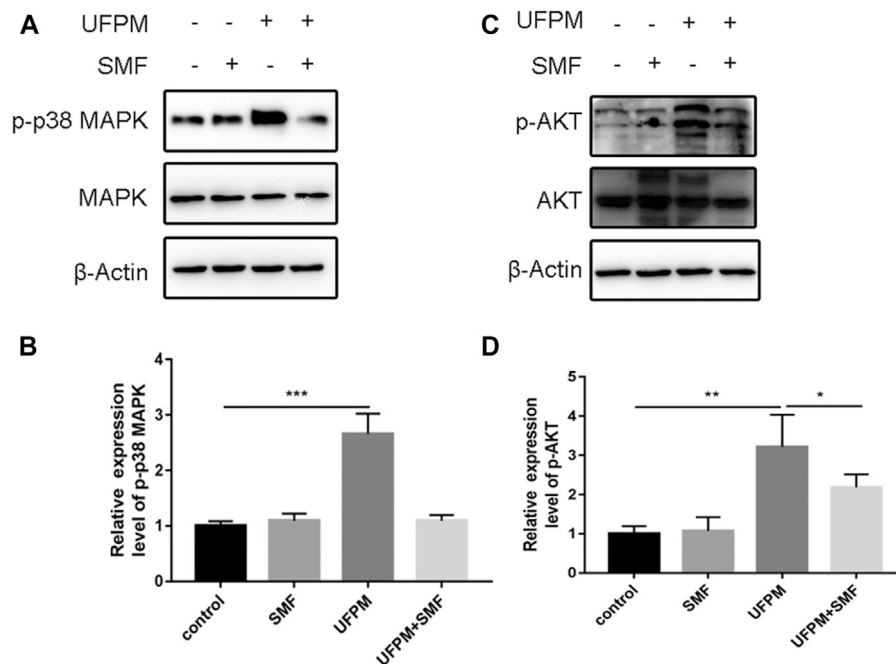 A
UFPM - - + +
SMF - + - +
p-p38 MAPK
MAPK
β-Actin
B
Relative expression
level of p-p38 MAPK
4
3
2
1
0
***
control
SMF
UFPM
UFPM+SMF
C
UFPM - - + +
SMF - + - +
p-AKT
AKT
β-Actin
D
Relative expression
level of p-AKT
5
4
3
2
1
0
**
*
control
SMF
UFPM
UFPM+SMF